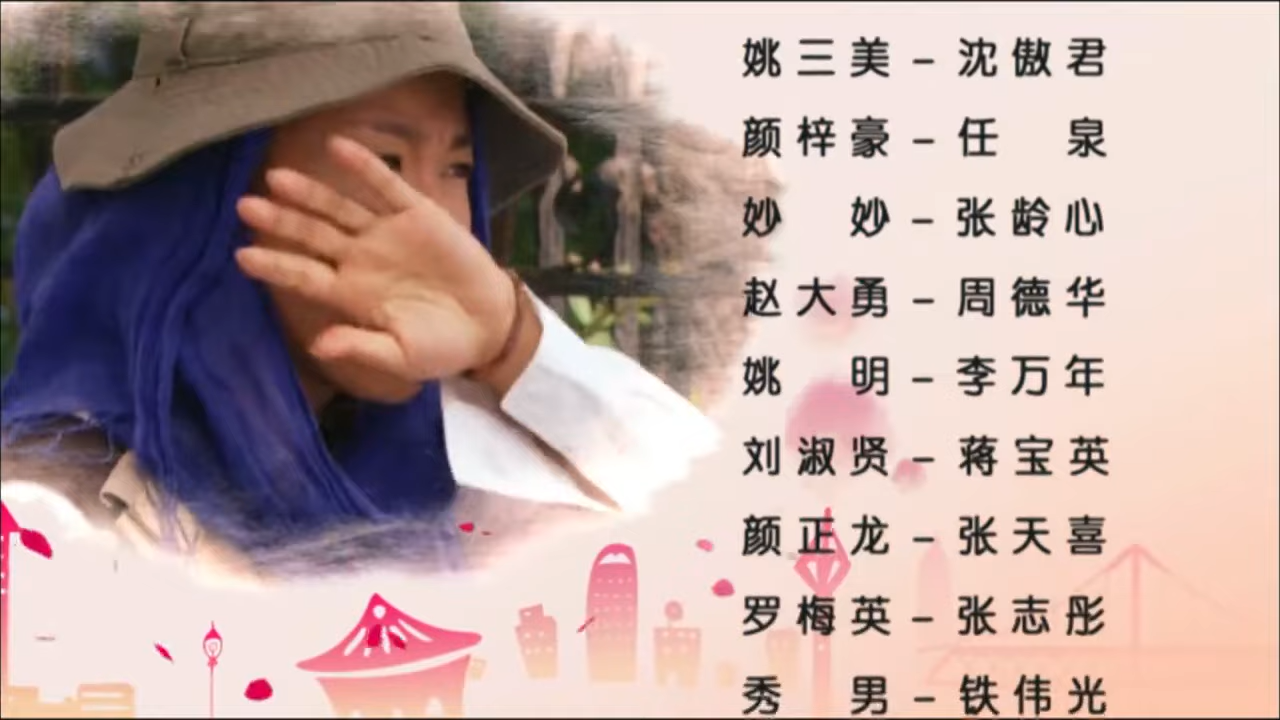 姚三美 – 沈傲君
颜梓豪 – 任泉
妙妙 – 张龄心
赵大勇 – 周德华
姚明 – 李万年
刘淑贤 – 蒋宝英
颜正龙 – 张天喜
罗梅英 – 张志彤
秀男 – 铁伟光